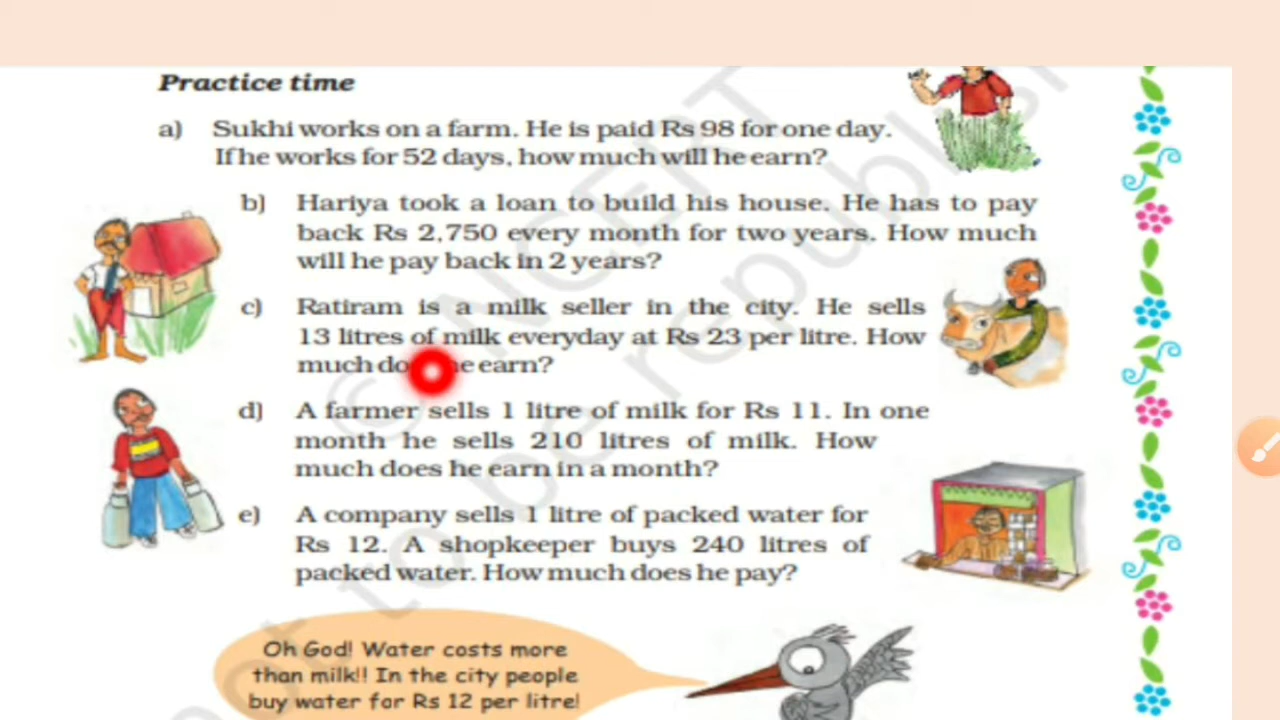 Practice time
a) Sukhi works on a farm. He is paid Rs 98 for one day.
If he works for 52 days, how much will he earn?
b) Hariya took a loan to build his house. He has to pay
back Rs 2,750 every month for two years. How much
will he pay back in 2 years?
c) Ratiram is a milk seller in the city. He sells
13 litres of milk everyday at Rs 23 per litre. How
much earn?
d) A farmer sells 1 litre of milk for Rs 11. In one
month he sells 210 litres of milk. How
much does he earn in a month?
e) A company sells 1 litre of packed water for
Rs 12. A shopkeeper buys 240 litres of
packed water. How much does he pay?
Oh God! Water costs more
than milk!! In the city people
buy water for Rs 12 per litre!
© NCERT
not to be republish